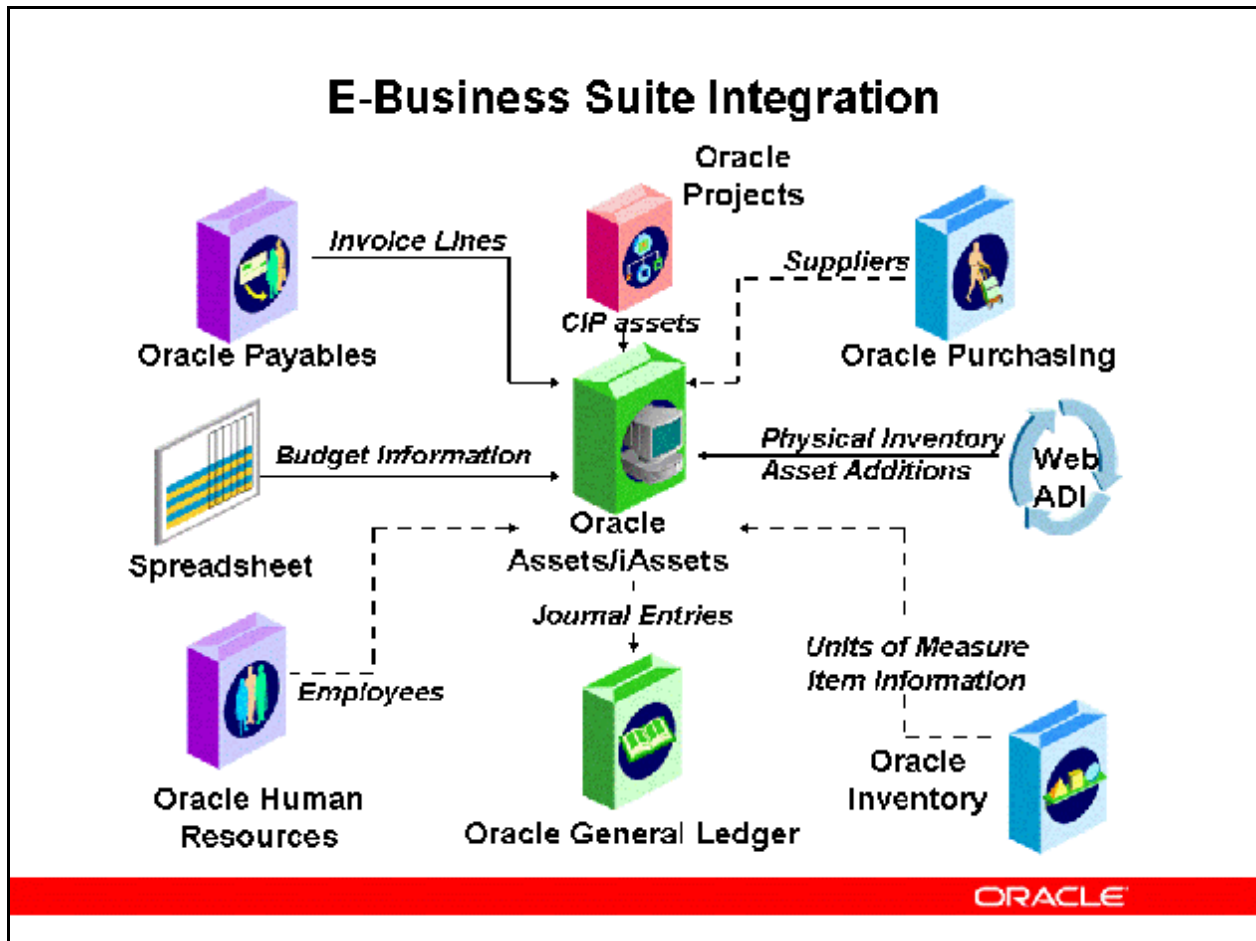 E-Business Suite Integration
Oracle
Projects
Invoice Lines
Suppliers
CIP assets
Oracle Payables
Oracle Purchasing
Budget Information
Physical Inventory
Asset Additions
Web
ADI
Spreadsheet
Oracle
Assets/iAssets
Journal Entries
Employees
Units of Measure
Item Information
Oracle Human
Resources
Oracle General Ledger
Oracle
Inventory
ORACLE